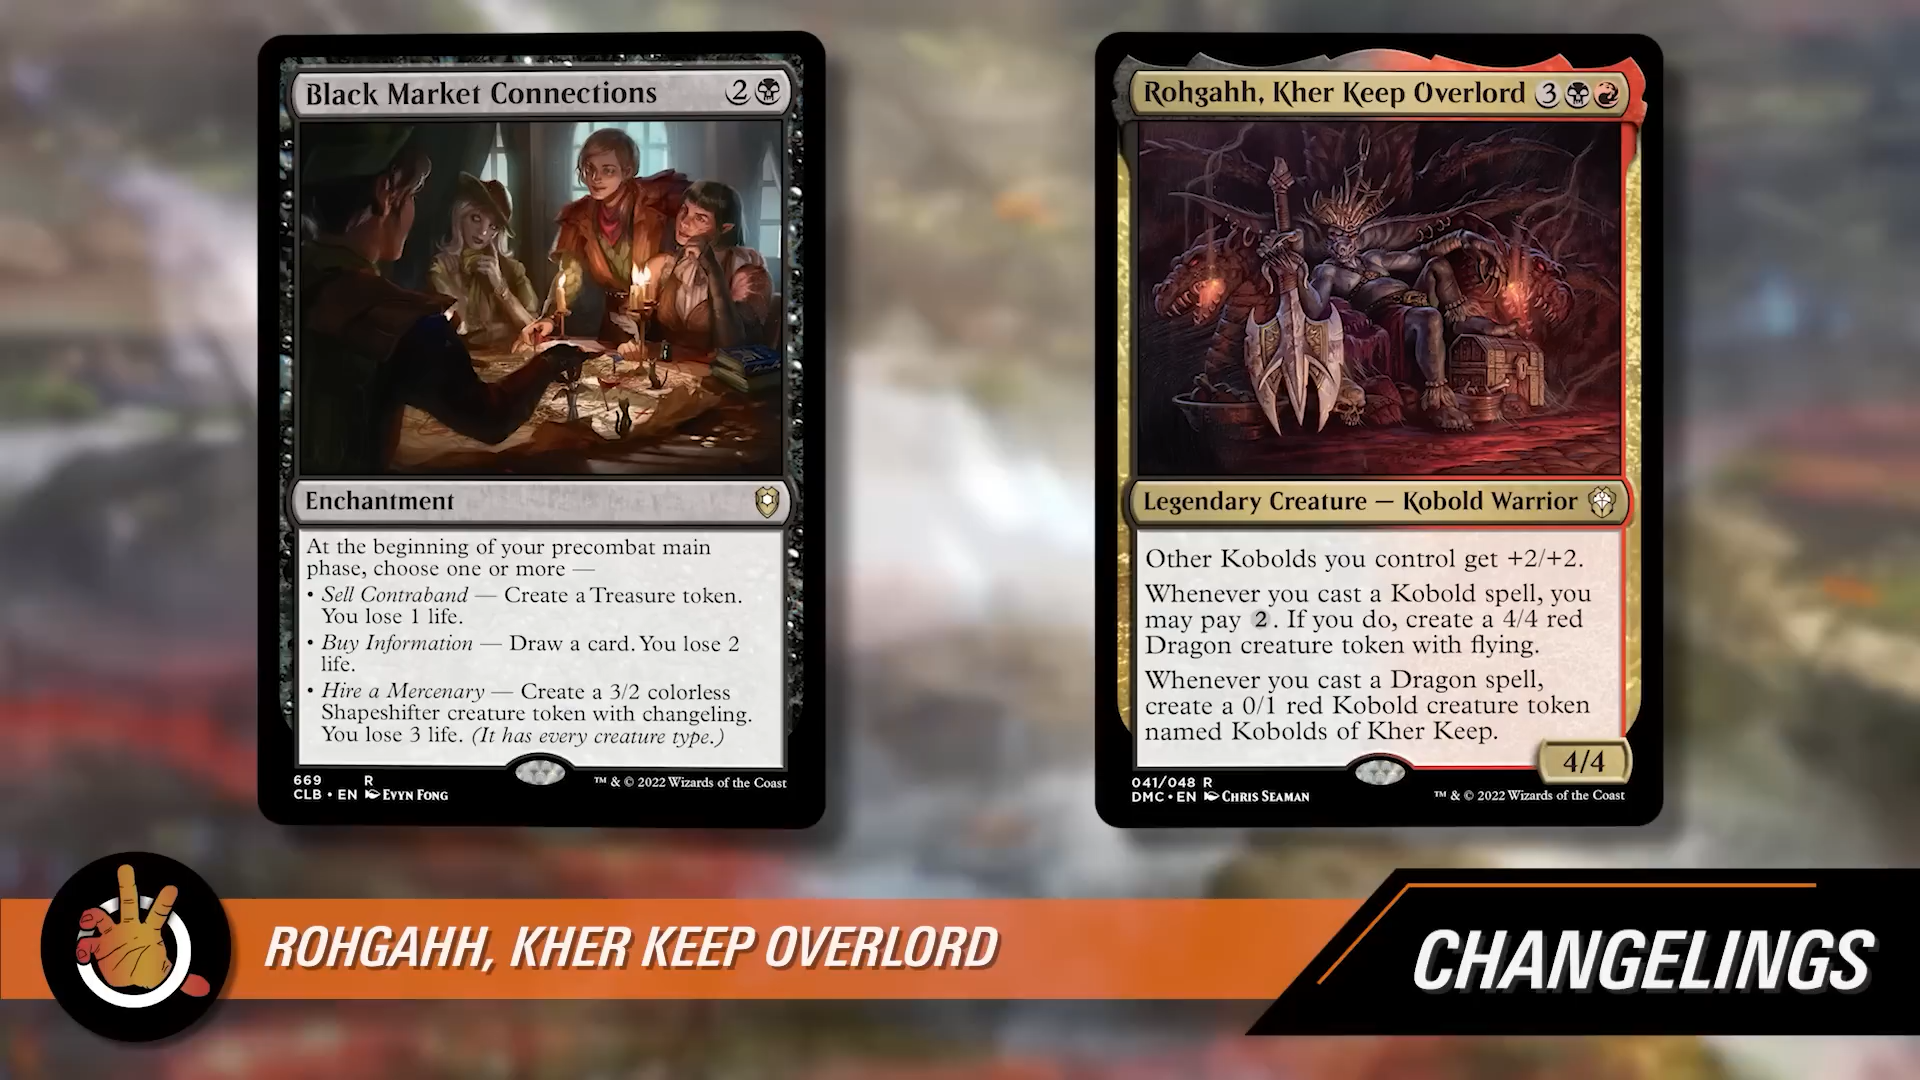 Black Market Connections 2
Enchantment
At the beginning of your precombat main
phase, choose one or more —
• Sell Contraband — Create a Treasure token.
You lose 1 life.
• Buy Information — Draw a card. You lose 2
life.
• Hire a Mercenary — Create a 3/2 colorless
Shapeshifter creature token with changeling.
You lose 3 life. (It has every creature type.)
669 R
CLB • EN Evyn Fong
™ & © 2022 Wizards of the Coast
Rohgahh, Kher Keep Overlord 3
Legendary Creature — Kobold Warrior
Other Kobolds you control get +2/+2.
Whenever you cast a Kobold spell, you
may pay 2. If you do, create a 4/4 red
Dragon creature token with flying.
Whenever you cast a Dragon spell,
create a 0/1 red Kobold creature token
named Kobolds of Kher Keep.
4/4
041/048 R
DMC • EN Chris Seaman
™ & © 2022 Wizards of the Coast
ROHGAHH, KHER KEEP OVERLORD
CHANGELINGS